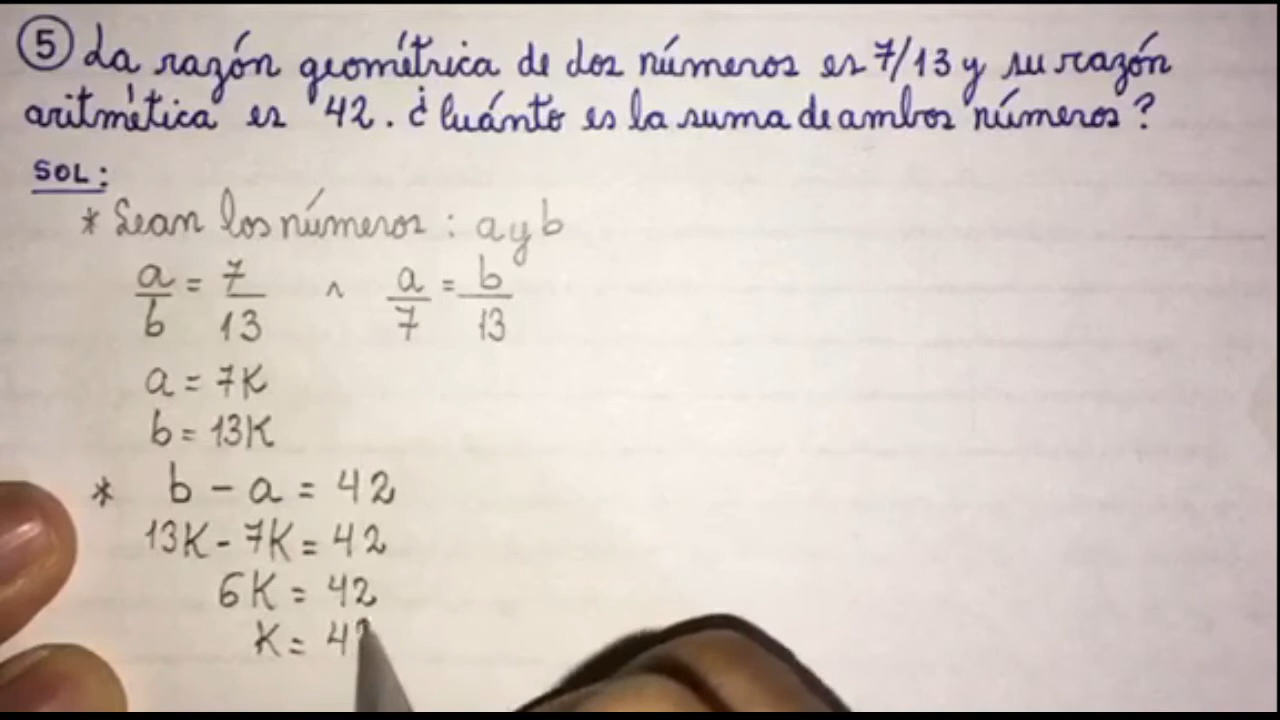 ⑤ La razón geométrica de dos números es 7/13 y su razón
aritmética es 42. ¿Cuánto es la suma de ambos números?
SOL:
* Sean los números: a y b
a/b = 7/13 ^ a/7 = b/13
a = 7K
b = 13K
* b - a = 42
13K - 7K = 42
6K = 42
K = 4